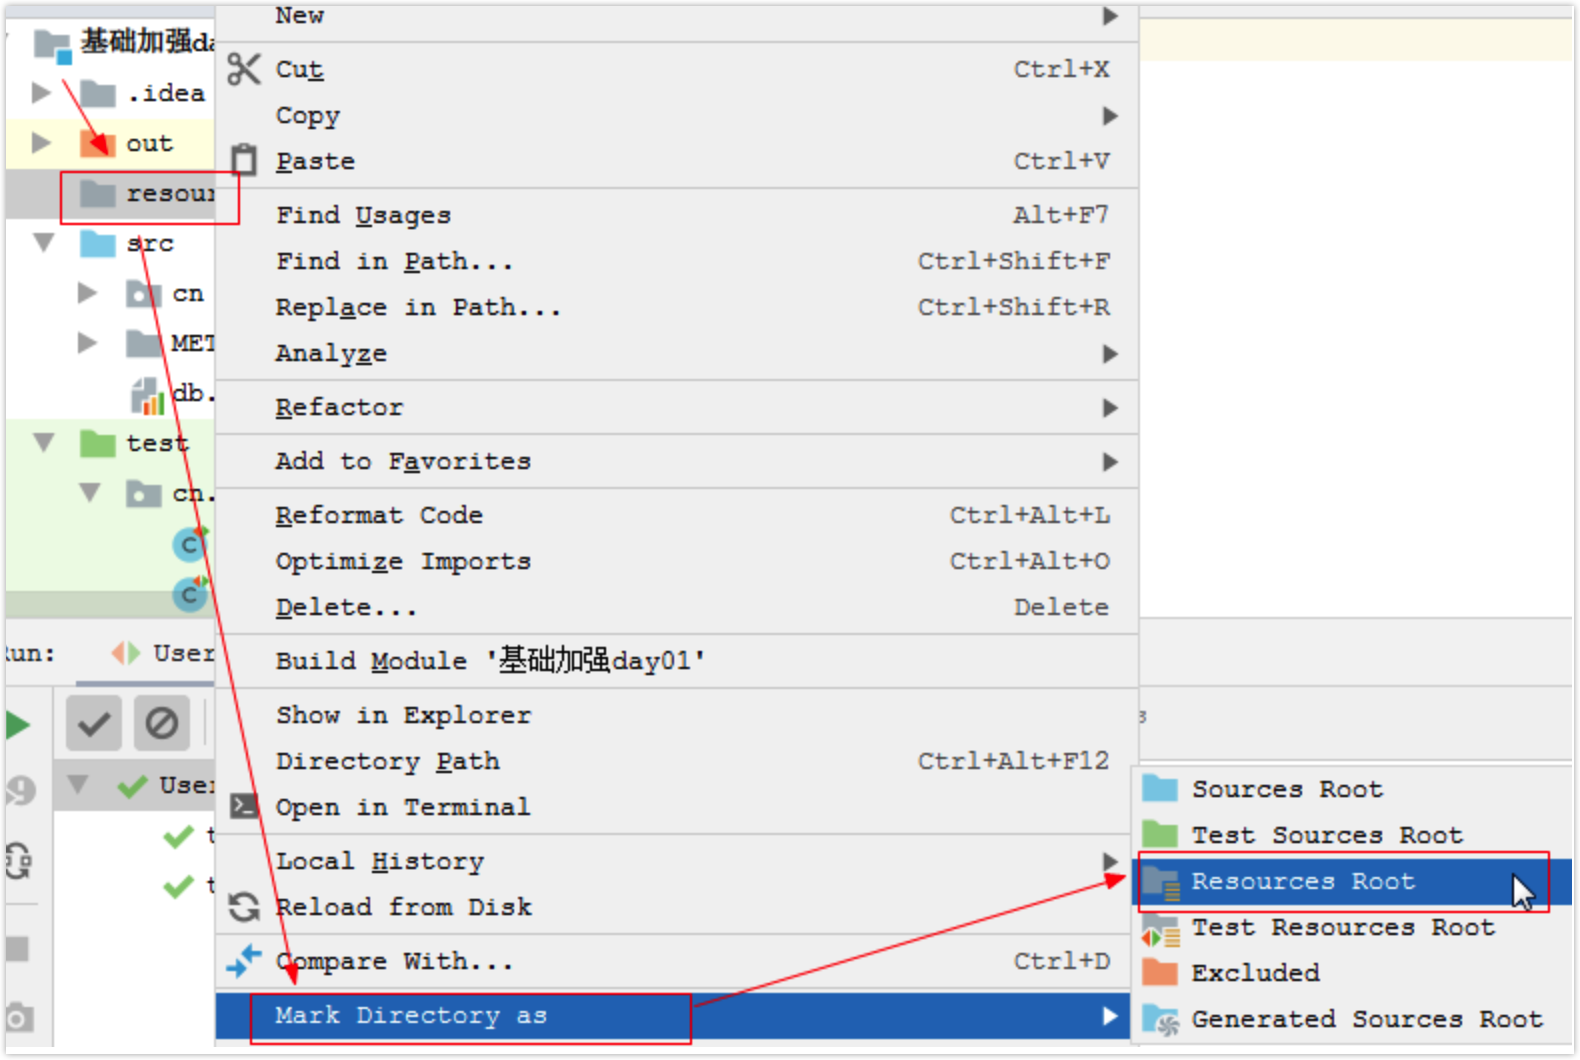 基础加强da
.idea
out
resour
src
cn
MET
db.
test
cn.
Run:
User
User
t
t
New
Cut Ctrl+X
Copy
Paste Ctrl+V
Find Usages Alt+F7
Find in Path... Ctrl+Shift+F
Replace in Path... Ctrl+Shift+R
Analyze
Refactor
Add to Favorites
Reformat Code Ctrl+Alt+L
Optimize Imports Ctrl+Alt+O
Delete... Delete
Build Module '基础加强day01'
Show in Explorer
Directory Path Ctrl+Alt+F12
Open in Terminal
Local History
Reload from Disk
Compare With... Ctrl+D
Mark Directory as
Sources Root
Test Sources Root
Resources Root
Test Resources Root
Excluded
Generated Sources Root